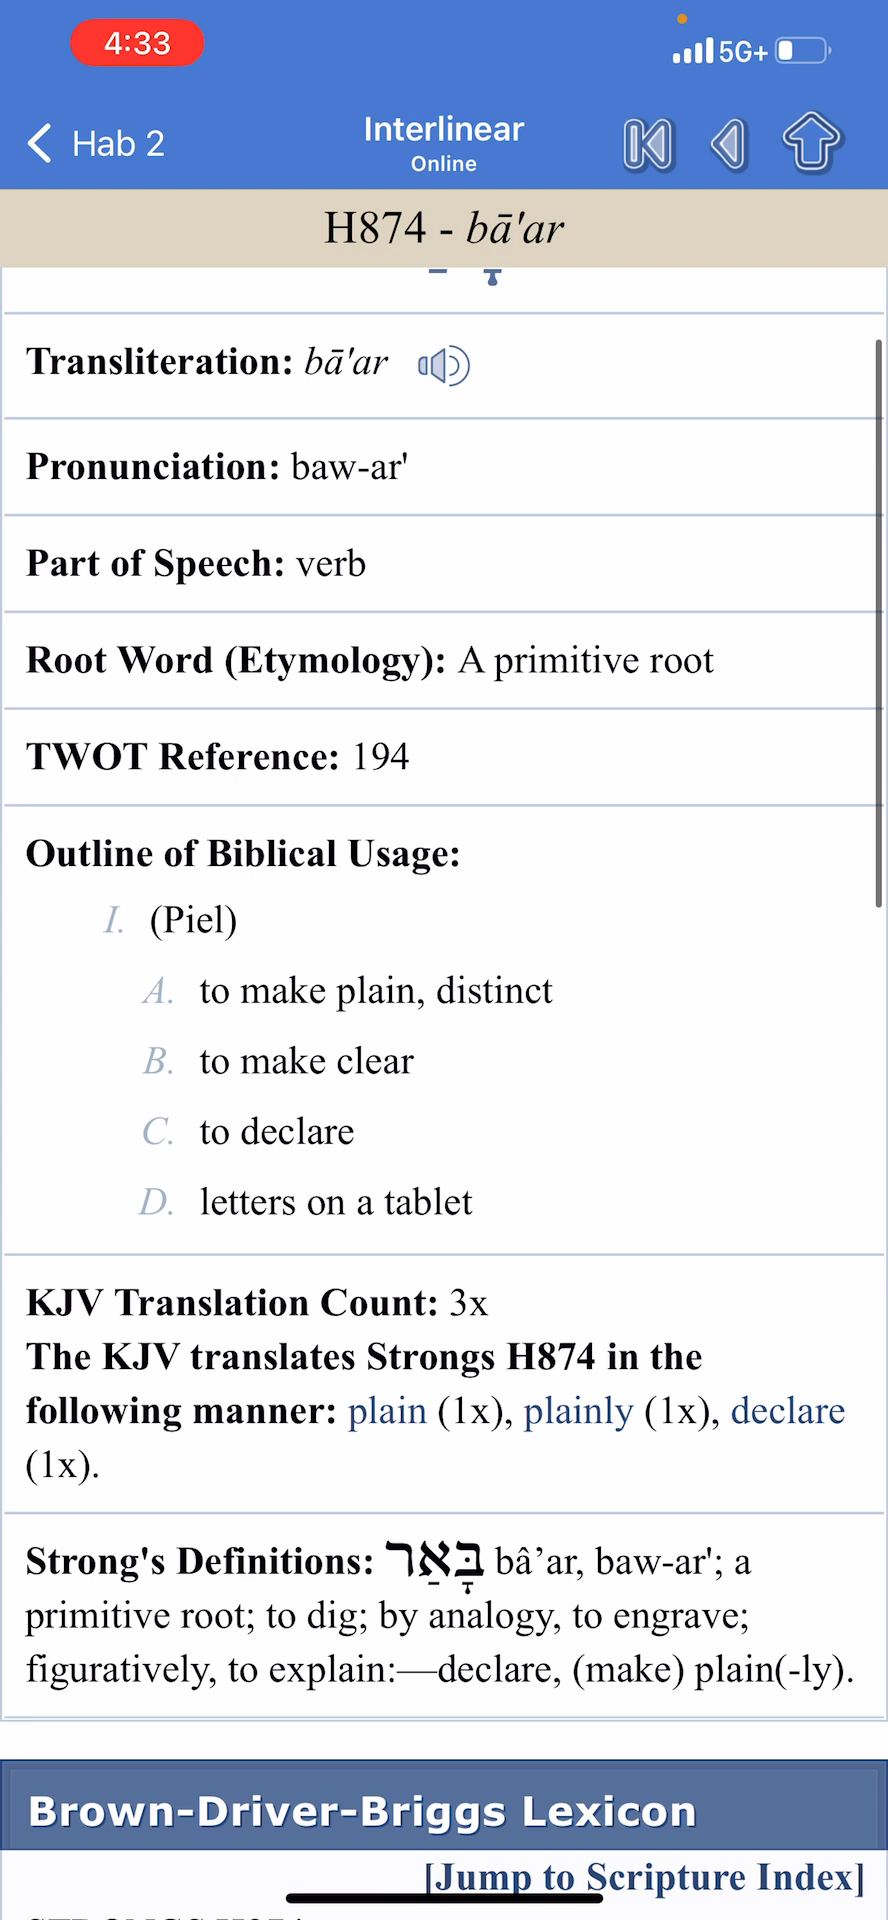 4:33
5G+
Hab 2
Interlinear
Online
H874 - bā'ar
Transliteration: bā'ar
Pronunciation: baw-ar'
Part of Speech: verb
Root Word (Etymology): A primitive root
TWOT Reference: 194
Outline of Biblical Usage:
I. (Piel)
A. to make plain, distinct
B. to make clear
C. to declare
D. letters on a tablet
KJV Translation Count: 3x
The KJV translates Strongs H874 in the
following manner: plain (1x), plainly (1x), declare
(1x).
Strong's Definitions: בָּאַר bâʼar, baw-ar'; a
primitive root; to dig; by analogy, to engrave;
figuratively, to explain:—declare, (make) plain(-ly).
Brown-Driver-Briggs Lexicon
[Jump to Scripture Index]